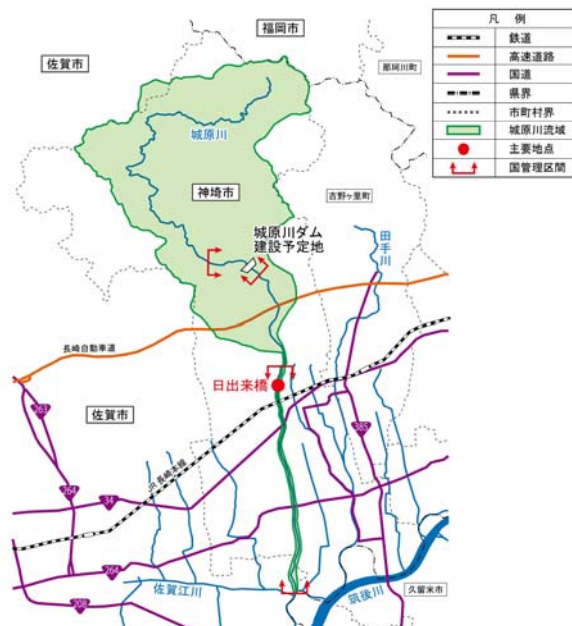 福岡市
佐賀市
那珂川町
城原川
神埼市
吉野ヶ里町
田手川
城原川ダム
建設予定地
長崎自動車道
日出来橋
佐賀市
263
264
34
385
JR 長崎本線
264
208
佐賀江川
筑後川
久留米市
凡 例
鉄道
高速道路
国道
県界
市町村界
城原川流域
主要地点
国管理区間